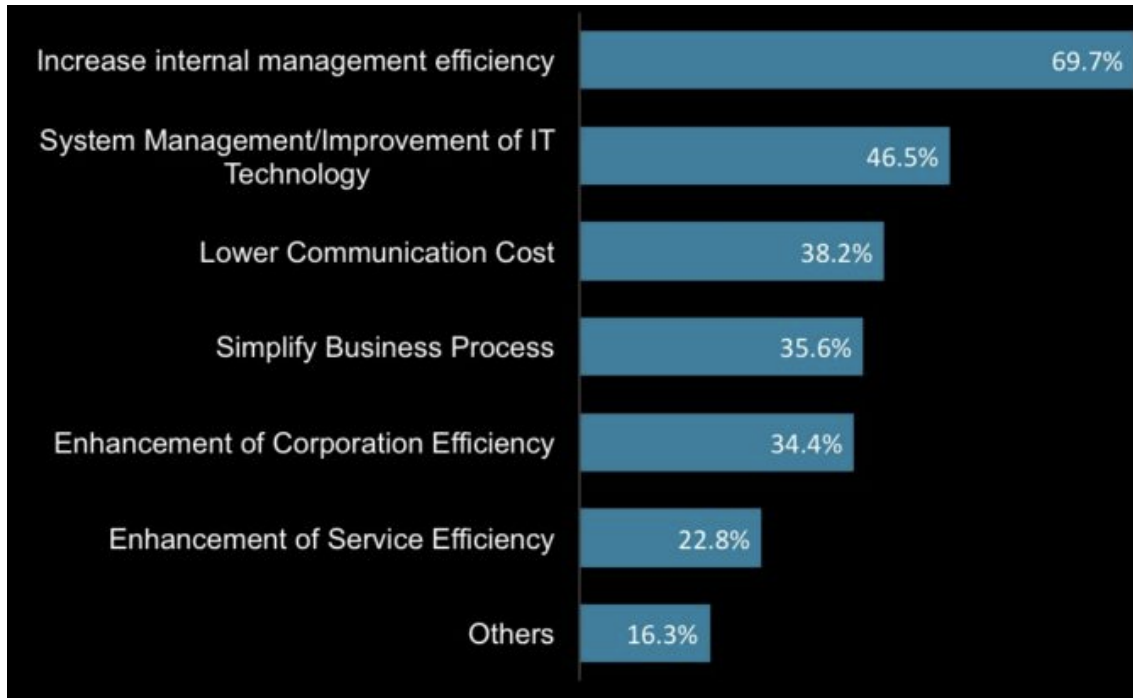 Increase internal management efficiency 69.7%
System Management/Improvement of IT
Technology 46.5%
Lower Communication Cost 38.2%
Simplify Business Process 35.6%
Enhancement of Corporation Efficiency 34.4%
Enhancement of Service Efficiency 22.8%
Others 16.3%